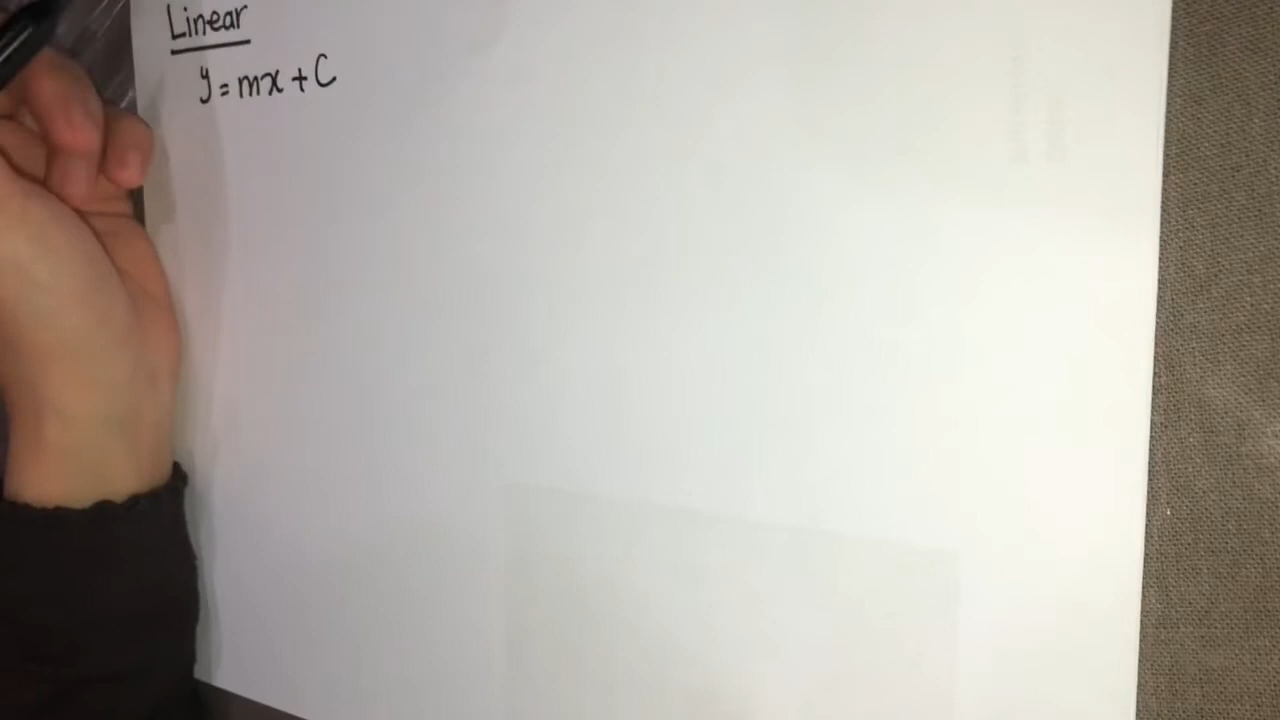 Linear
y = mx + C